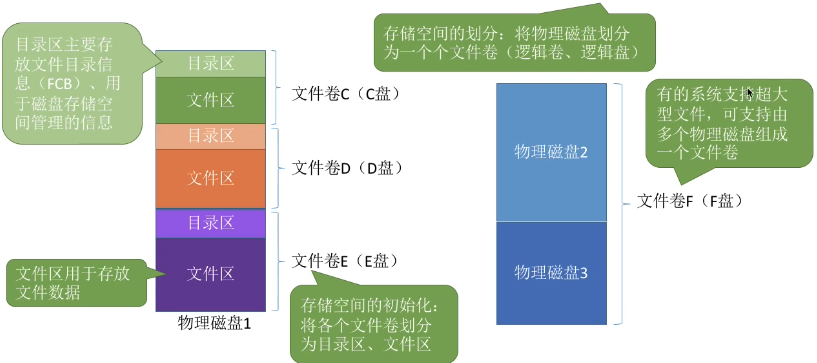 目录区主要存
放文件目录信
息（FCB）、用
于磁盘存储空
间管理的信息
目录区
文件区
文件卷C（C盘）
目录区
文件区
文件卷D（D盘）
目录区
文件区
文件卷E（E盘）
文件区用于存放
文件数据
物理磁盘1
存储空间的初始化：
将各个文件卷划分
为目录区、文件区
存储空间的划分：将物理磁盘划分
为一个个文件卷（逻辑卷、逻辑盘）
物理磁盘2
物理磁盘3
有的系统支持超大
型文件，可支持由
多个物理磁盘组成
一个文件卷
文件卷F（F盘）